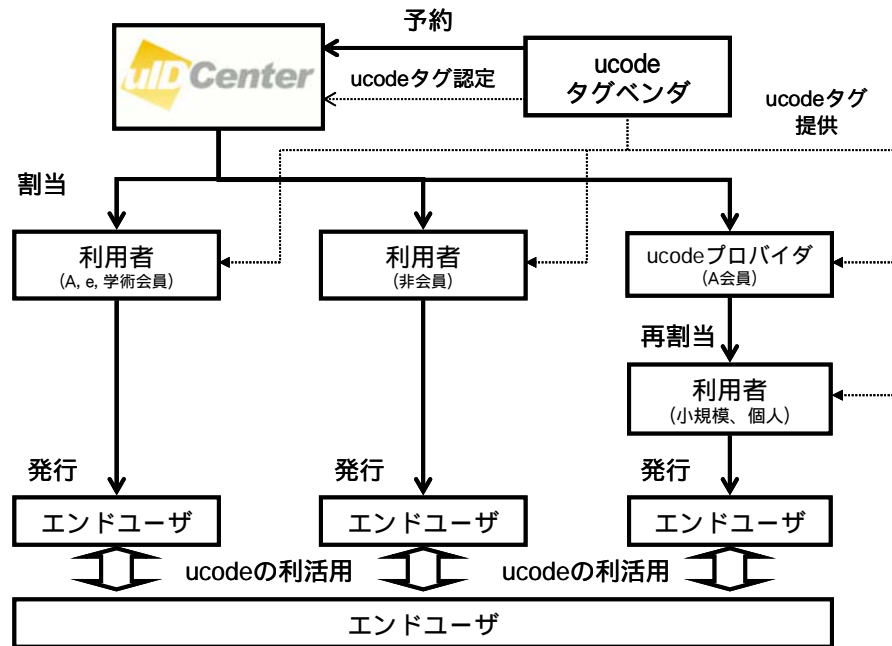 予約
uID Center
ucodeタグ認定
ucode
タグベンダ
ucodeタグ
提供
割当
利用者
(A, e, 学術会員)
利用者
(非会員)
ucodeプロバイダ
(A会員)
再割当
利用者
(小規模、個人)
発行
発行
発行
エンドユーザ
エンドユーザ
エンドユーザ
ucodeの利活用
ucodeの利活用
エンドユーザ